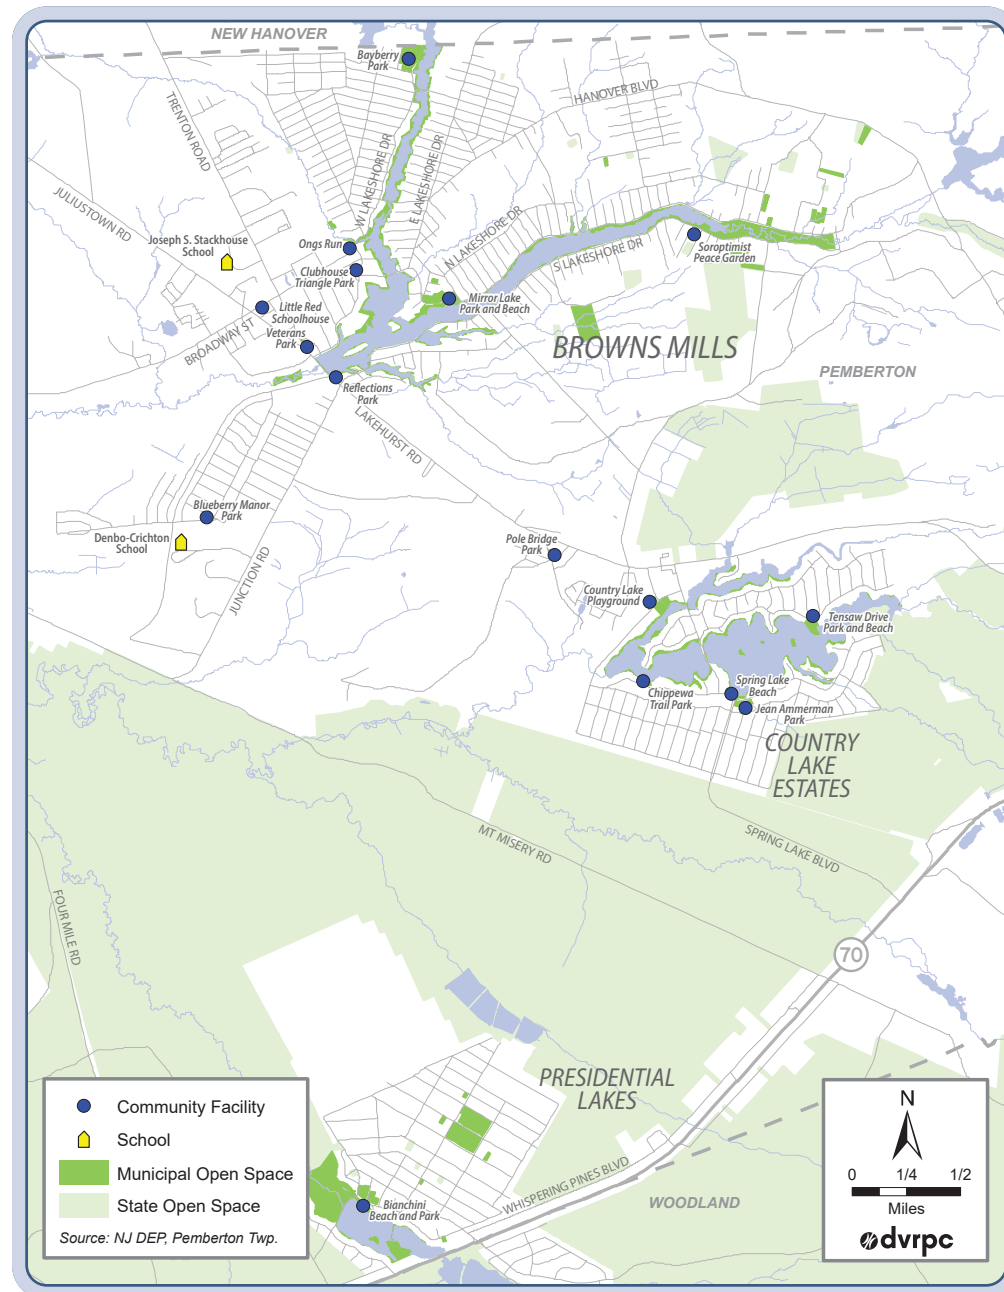 NEW HANOVER
Bayberry
Park
HANOVER BLVD
TRENTON ROAD
W LAKESHORE DR
E LAKESHORE DR
JULIUSTOWN RD
N LAKESHORE DR
Joseph S. Stackhouse
School
Ongs Run
S LAKESHORE DR
Soroptimist
Peace Garden
Clubhouse
Triangle Park
Mirror Lake
Park and Beach
Little Red
Schoolhouse
BROADWAY ST
Veterans
Park
BROWNS MILLS
PEMBERTON
Reflections
Park
LAKEHURST RD
Blueberry Manor
Park
Denbo-Crichton
School
Pole Bridge
Park
JUNCTION RD
Country Lake
Playground
Tensaw Drive
Park and Beach
Chippewa
Trail Park
Spring Lake
Beach
Jean Ammerman
Park
COUNTRY
LAKE
ESTATES
MT MISERY RD
SPRING LAKE BLVD
FOUR MILE RD
70
PRESIDENTIAL
LAKES
WHISPERING PINES BLVD
WOODLAND
Bianchini
Beach and Park
Community Facility
School
Municipal Open Space
State Open Space
Source: NJ DEP, Pemberton Twp.
N
0 1/4 1/2
Miles
dvrpc